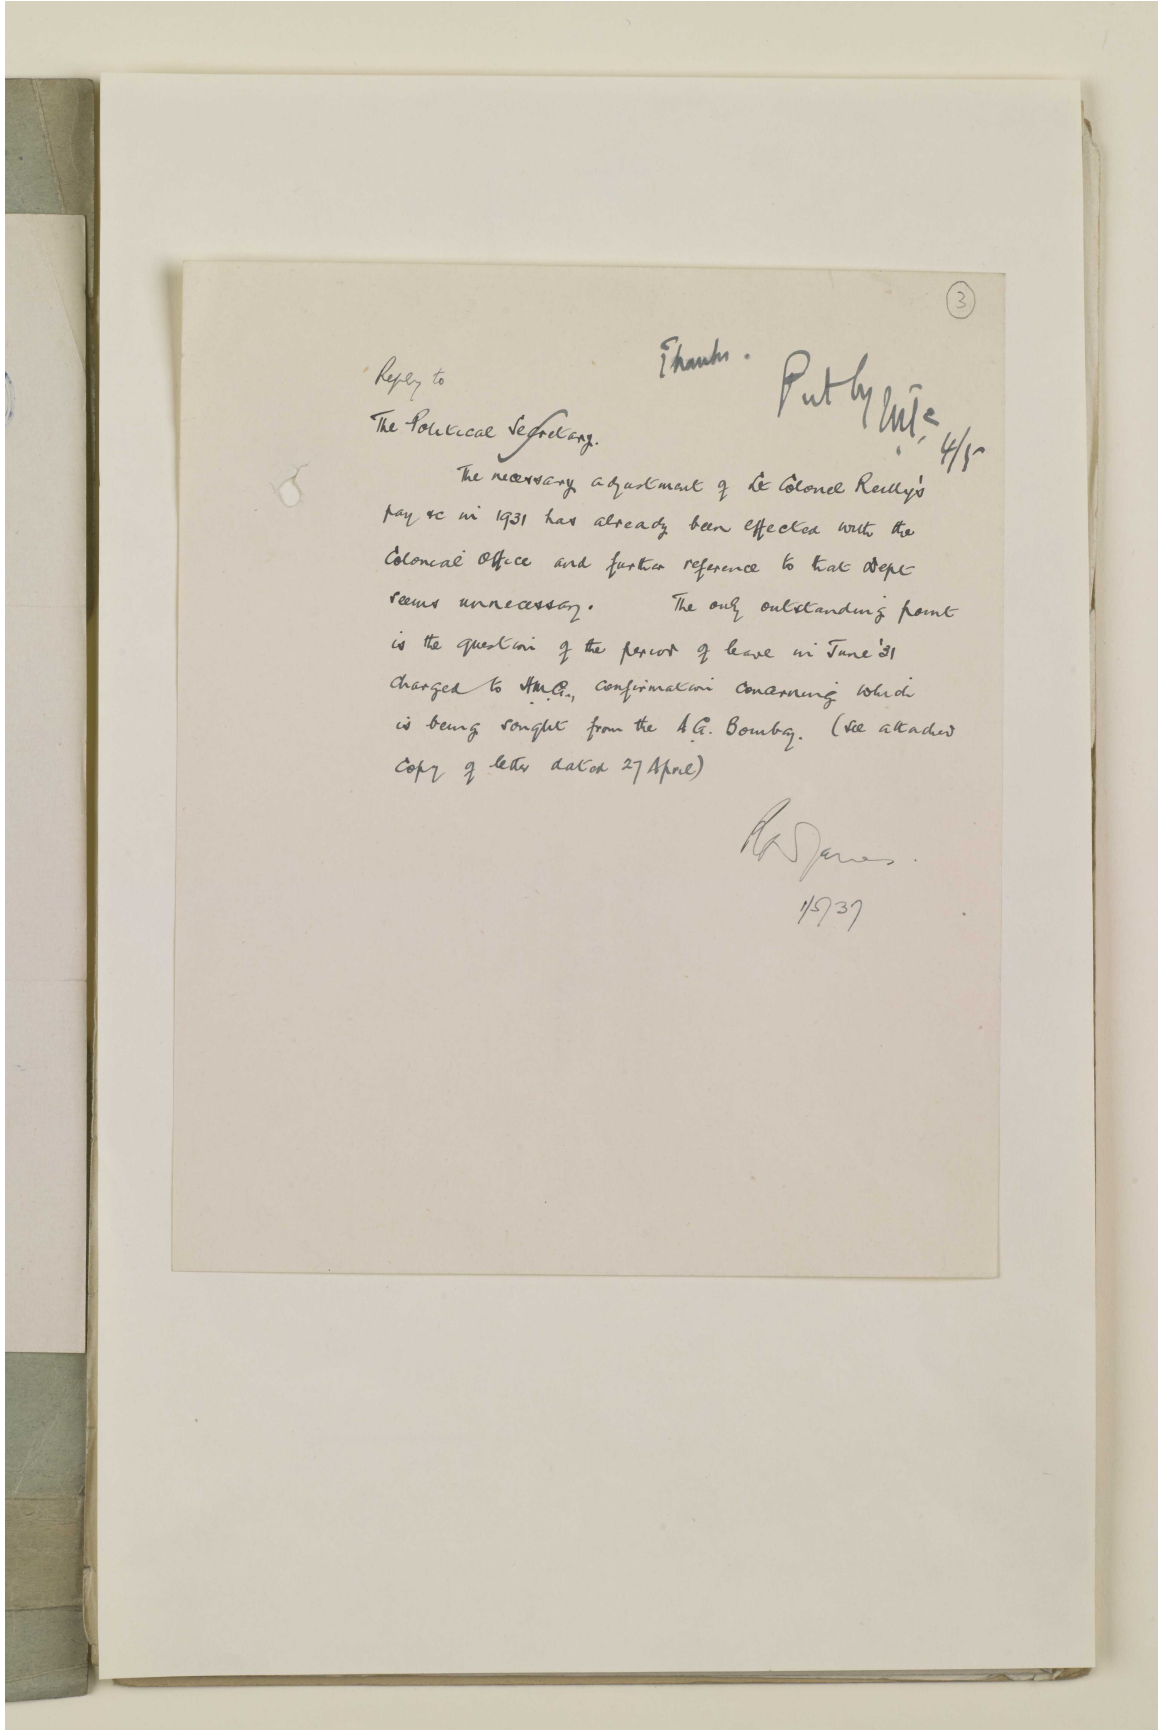 3
Thanks.
Reply to
Put by
The Political Secretary.
4/5
The necessary adjustment of Lt Colonel Reilly's
pay &c in 1931 has already been effected with the
Colonial Office and further reference to that Dept
seems unnecessary. The only outstanding point
is the question of the period of leave in June '31
charged to H.M.G., confirmation concerning which
is being sought from the A.G. Bombay. (see attached
copy of letter dated 27 April)
1/5/37